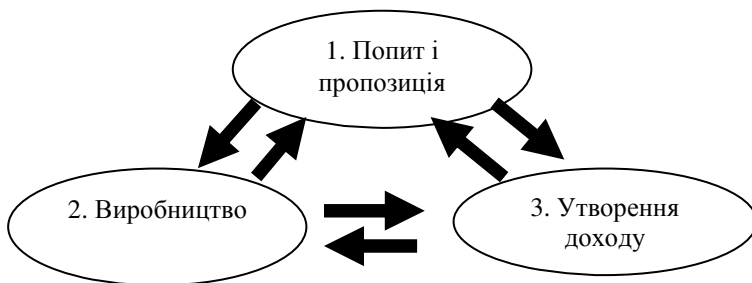 1. Попит і
пропозиція
2. Виробництво
3. Утворення
доходу